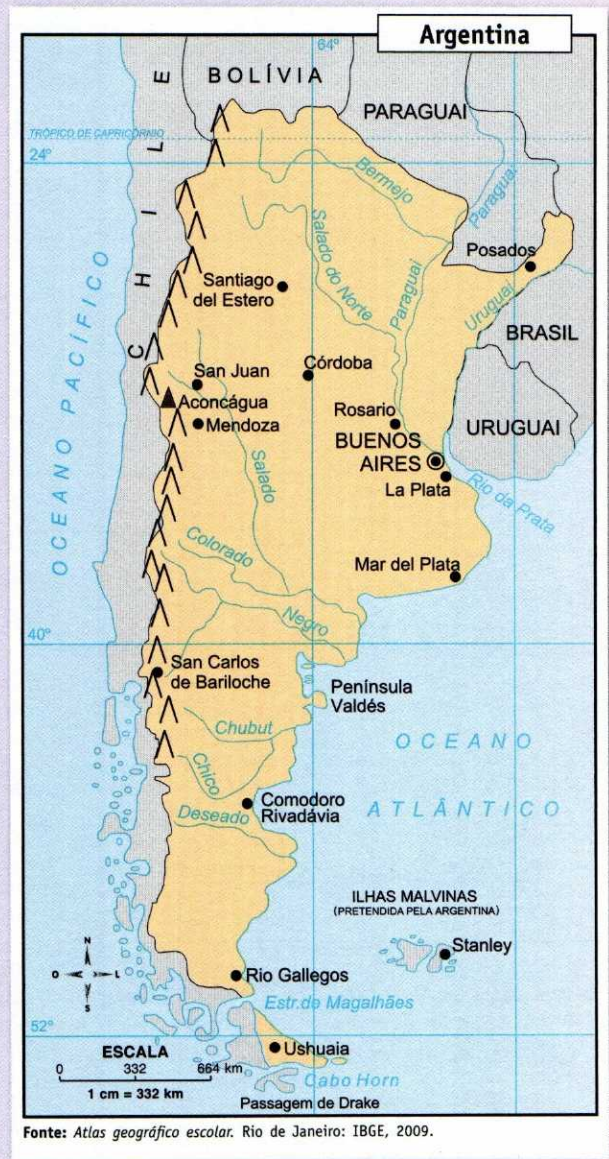 Argentina
64º
BOLÍVIA
PARAGUAI
CHILE
TRÓPICO DE CAPRICÓRNIO
24º
Bermejo
Paraguai
Salado do Norte
Paraguai
Posados
Santiago
del Estero
Uruguai
BRASIL
OCEANO PACÍFICO
San Juan
Córdoba
Aconcágua
Rosario
URUGUAI
Mendoza
BUENOS
AIRES
La Plata
Rio da Prata
Salado
Colorado
Mar del Plata
Negro
40º
San Carlos
de Bariloche
Península
Valdés
Chubut
OCEANO
ATLÂNTICO
Chico
Comodoro
Rivadávia
Deseado
ILHAS MALVINAS
(PRETENDIDA PELA ARGENTINA)
Stanley
N
O L
S
Rio Gallegos
Estr.de Magalhães
52º
ESCALA
0 332 664 km
1 cm = 332 km
Ushuaia
Cabo Horn
Passagem de Drake
Fonte: Atlas geográfico escolar. Rio de Janeiro: IBGE, 2009.